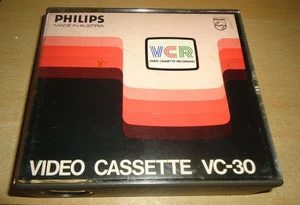 PHILIPS
MADE IN AUSTRIA
VCR
VIDEO CASSETTE RECORDING
VIDEO CASSETTE VC-30